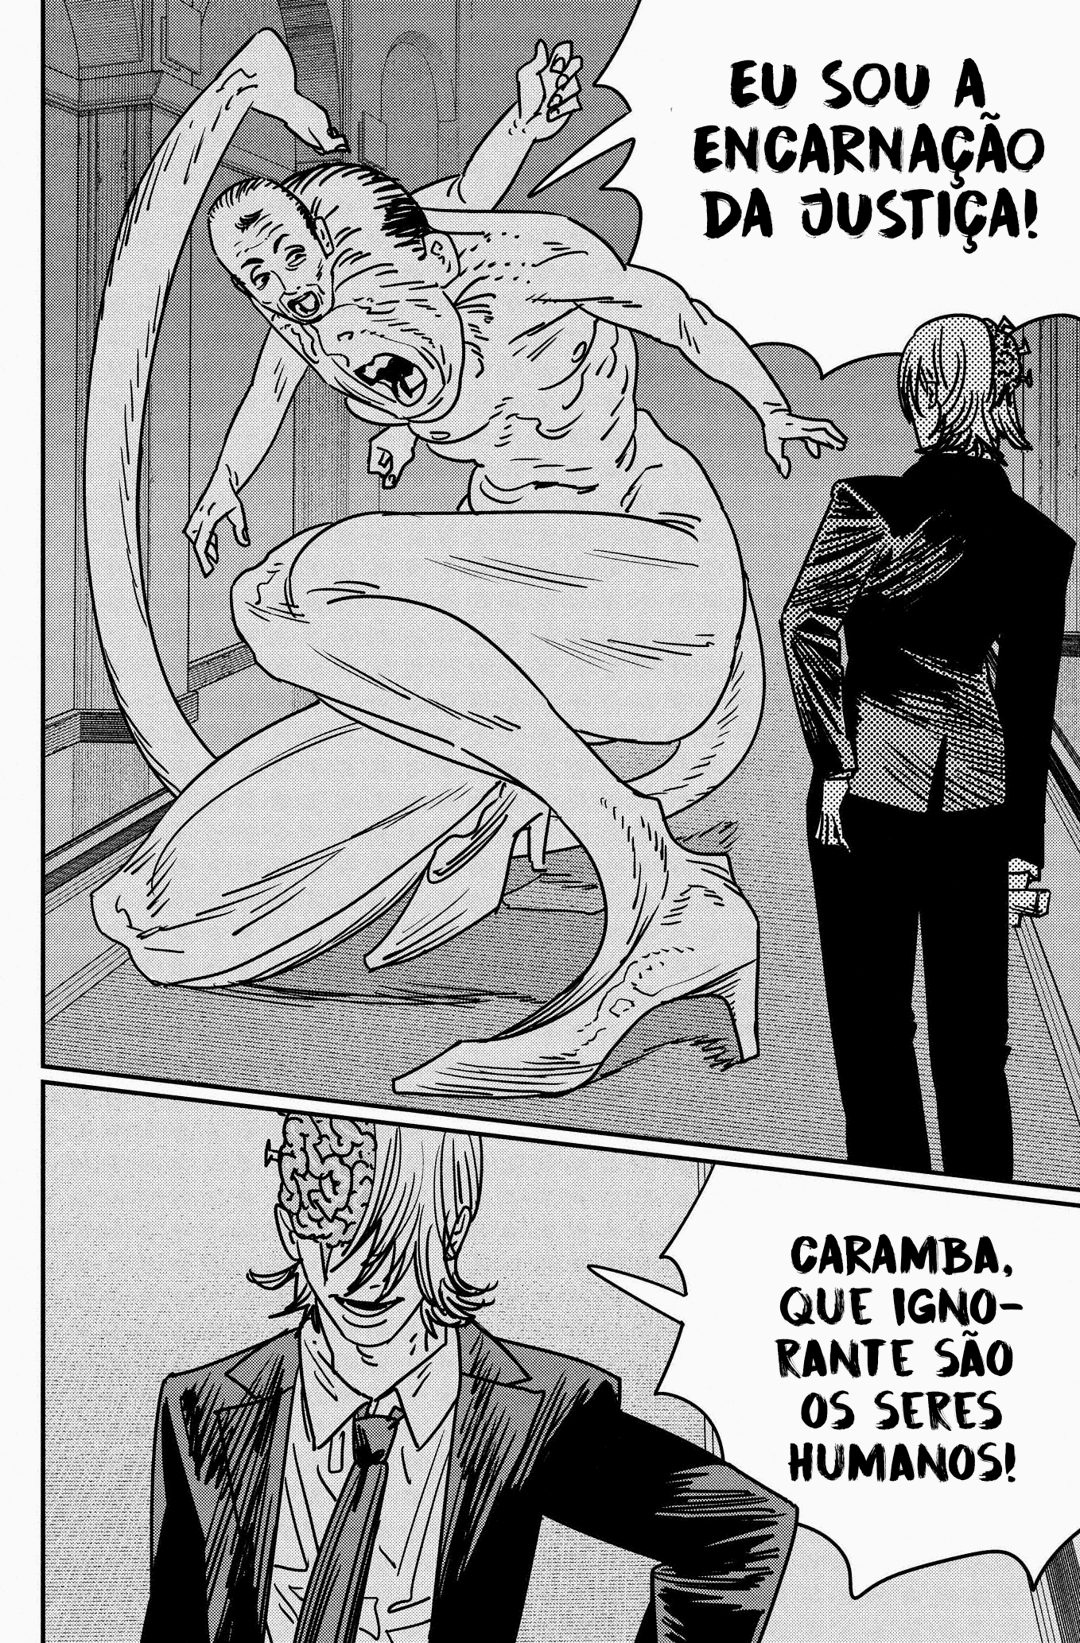 EU SOU A
ENCARNAÇÃO
DA JUSTIÇA!
CARAMBA,
QUE IGNO-
RANTE SÃO
OS SERES
HUMANOS!